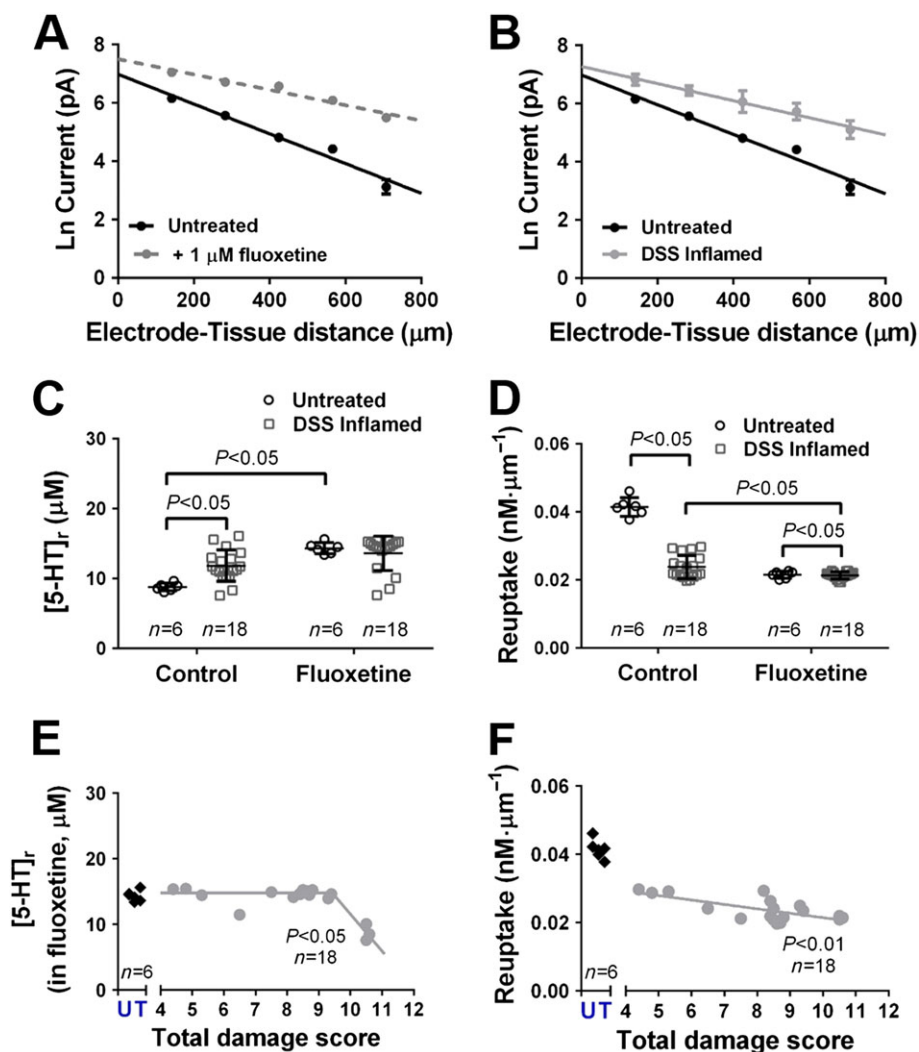 A
Ln Current (pA)
8
6
4
2
0
Untreated
+ 1 μM fluoxetine
0 200 400 600 800
Electrode-Tissue distance (μm)
B
Ln Current (pA)
8
6
4
2
0
Untreated
DSS Inflamed
0 200 400 600 800
Electrode-Tissue distance (μm)
C
Untreated
DSS Inflamed
[5-HT]r (μM)
30
20
10
0
P<0.05
P<0.05
n=6 n=18 n=6 n=18
Control Fluoxetine
D
Untreated
DSS Inflamed
Reuptake (nM·μm⁻¹)
0.06
0.04
0.02
0.00
P<0.05
P<0.05
P<0.05
n=6 n=18 n=6 n=18
Control Fluoxetine
E
[5-HT]r
(in fluoxetine, μM)
30
20
10
0
P<0.05
n=18
n=6
UT 4 5 6 7 8 9 10 11 12
Total damage score
F
Reuptake (nM·μm⁻¹)
0.06
0.04
0.02
0.00
P<0.01
n=18
n=6
UT 4 5 6 7 8 9 10 11 12
Total damage score